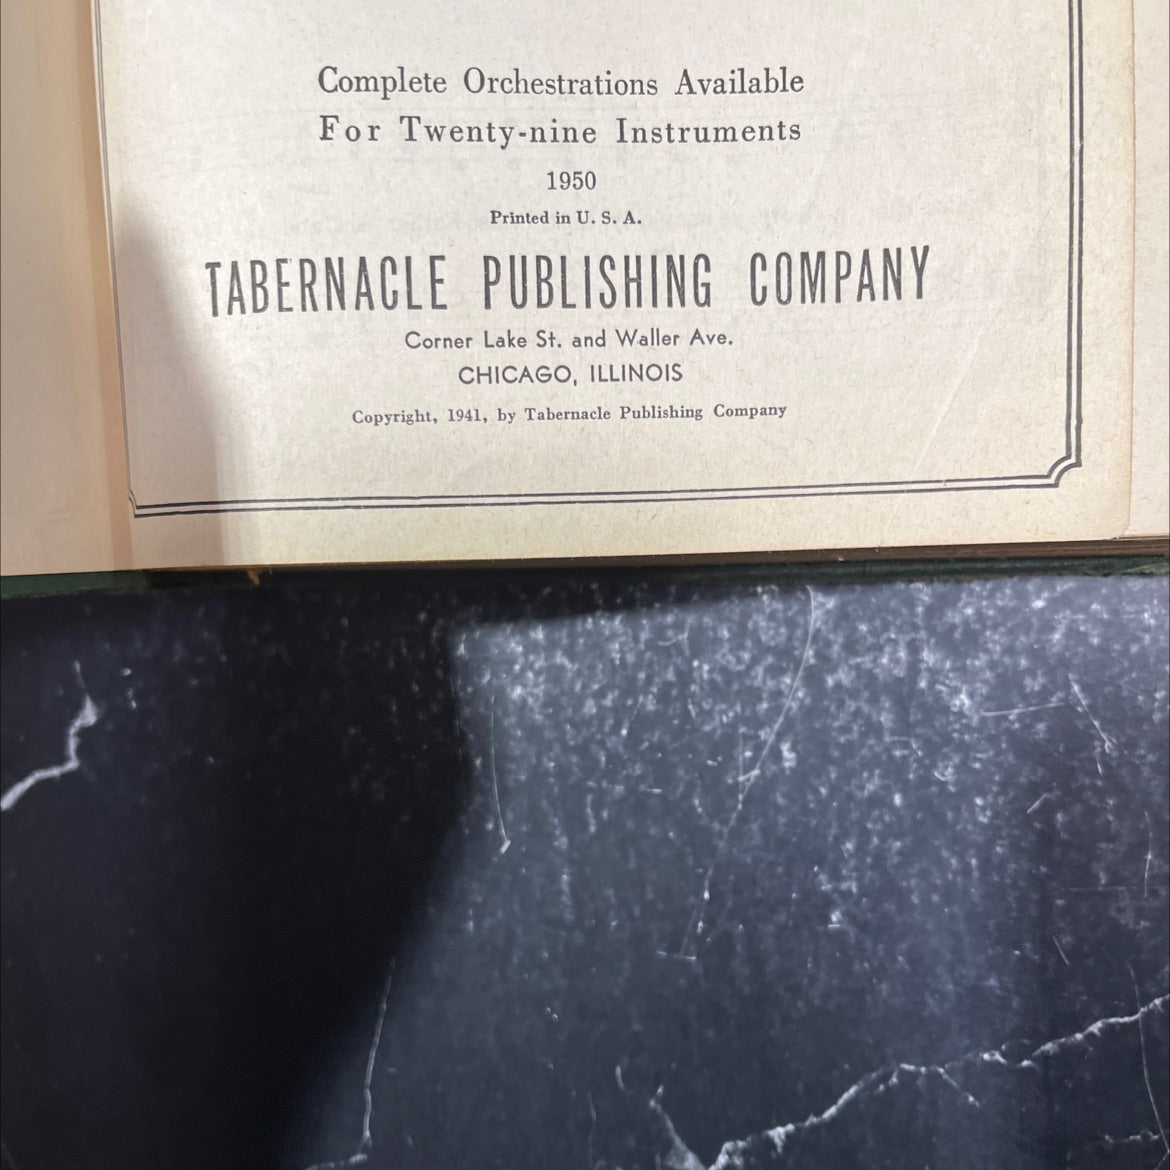 Complete Orchestrations Available
For Twenty-nine Instruments
1950
Printed in U. S. A.
TABERNACLE PUBLISHING COMPANY
Corner Lake St. and Waller Ave.
CHICAGO, ILLINOIS
Copyright, 1941, by Tabernacle Publishing Company